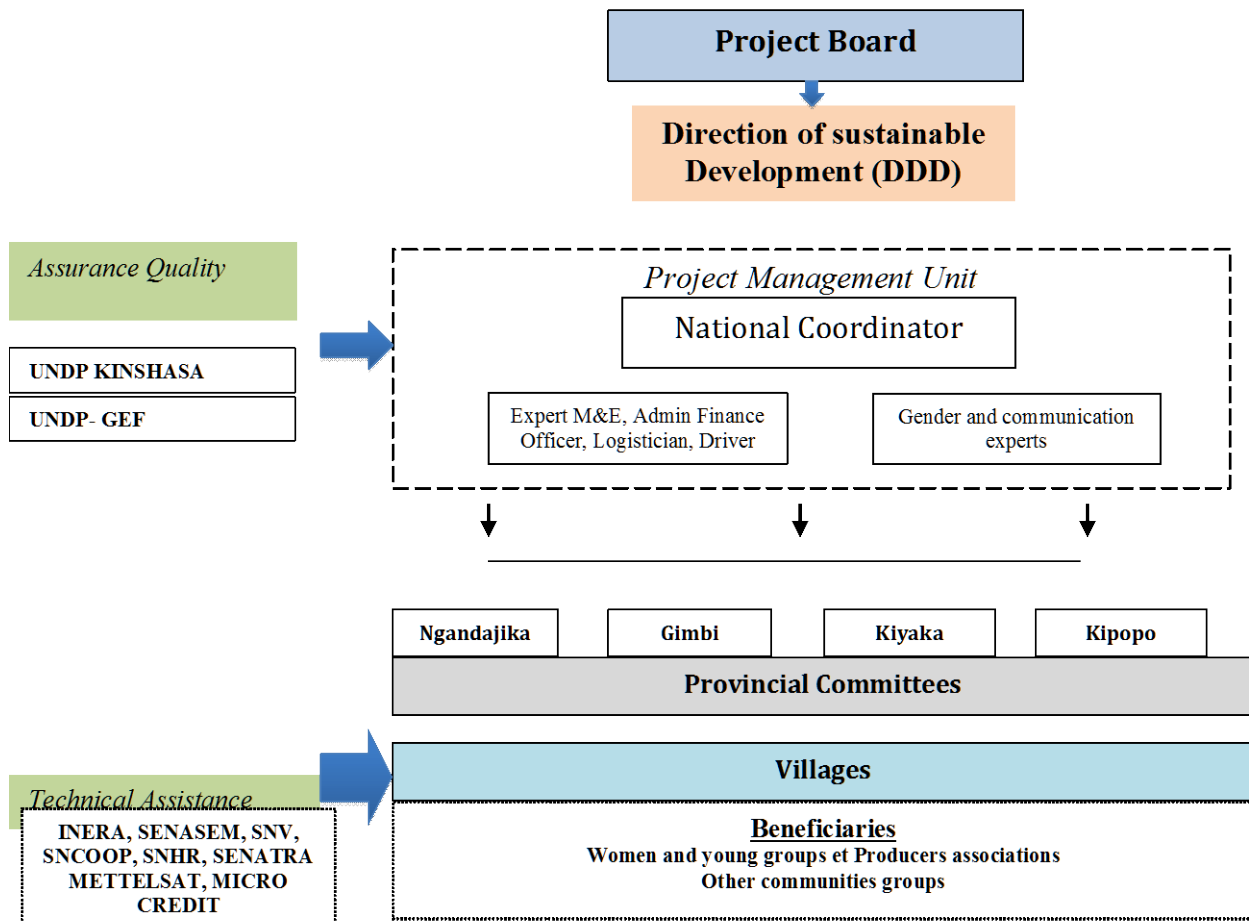 Project Board
Direction of sustainable
Development (DDD)
Assurance Quality
UNDP KINSHASA
UNDP- GEF
Project Management Unit
National Coordinator
Expert M&E, Admin Finance
Officer, Logistician, Driver
Gender and communication
experts
Ngandajika
Gimbi
Kiyaka
Kipopo
Provincial Committees
Villages
Technical Assistance
INERA, SENASEM, SNV,
SNCOOP, SNHR, SENATRA
METTELSAT, MICRO
CREDIT
Beneficiaries
Women and young groups et Producers associations
Other communities groups